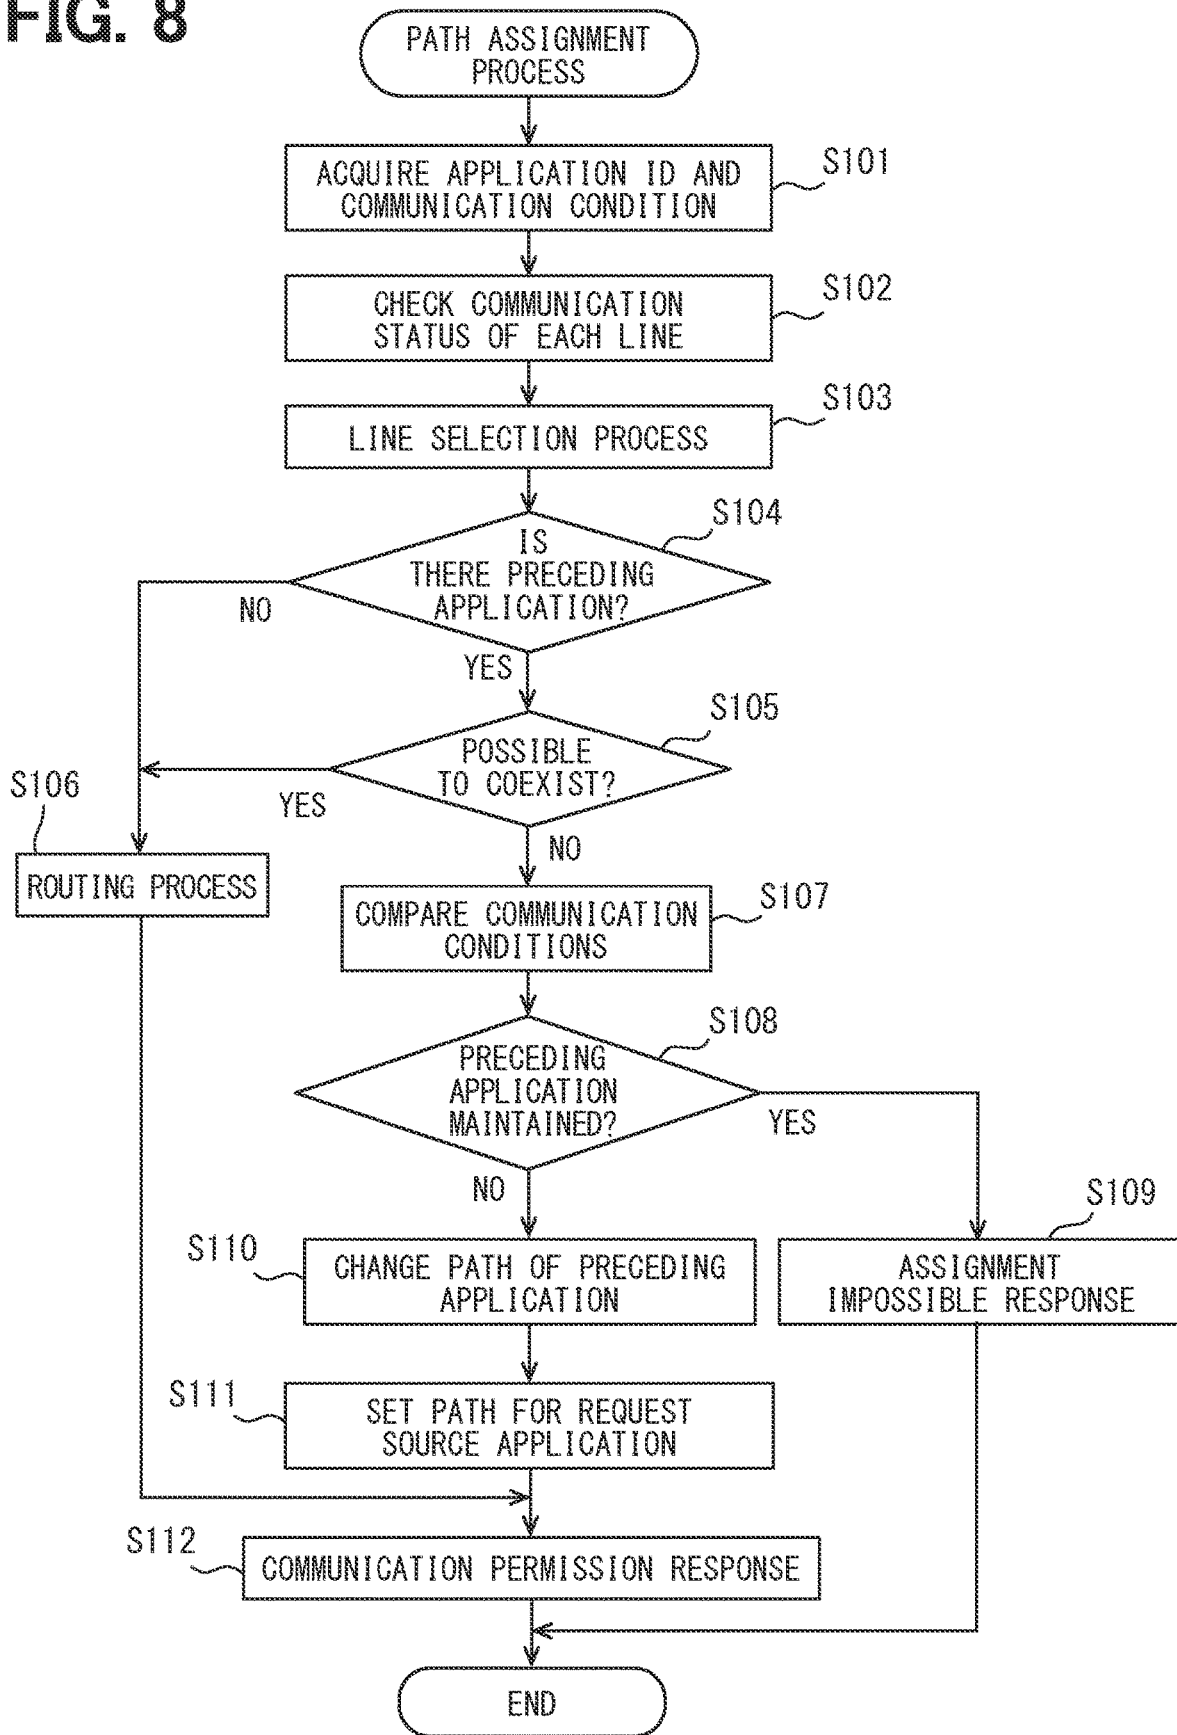 FIG. 8
PATH ASSIGNMENT
PROCESS
S101
ACQUIRE APPLICATION ID AND
COMMUNICATION CONDITION
S102
CHECK COMMUNICATION
STATUS OF EACH LINE
S103
LINE SELECTION PROCESS
S104
IS
THERE PRECEDING
APPLICATION?
NO
YES
S105
POSSIBLE
TO COEXIST?
YES
NO
S106
ROUTING PROCESS
S107
COMPARE COMMUNICATION
CONDITIONS
S108
PRECEDING
APPLICATION
MAINTAINED?
YES
NO
S109
ASSIGNMENT
IMPOSSIBLE RESPONSE
S110
CHANGE PATH OF PRECEDING
APPLICATION
S111
SET PATH FOR REQUEST
SOURCE APPLICATION
S112
COMMUNICATION PERMISSION RESPONSE
END